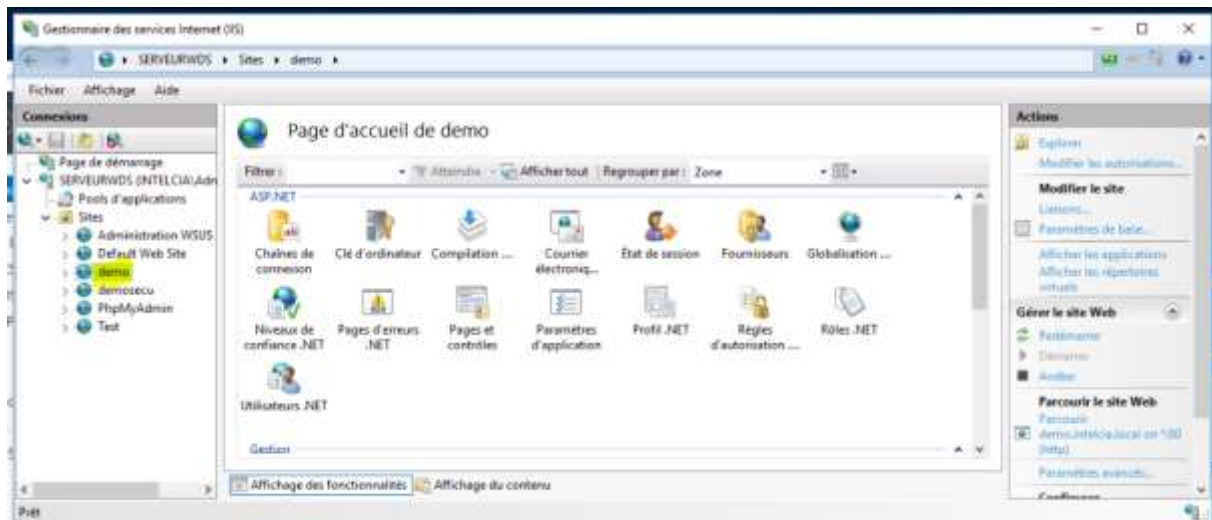 Gestionnaire des services Internet (IIS)
SERVEURWDS Sites demo
Fichier Affichage Aide
Connexions
Page de démarrage
SERVEURWDS (INTELCIA\Adm
Pools d'applications
Sites
Administration WSUS
Default Web Site
demo
demosecu
PhpMyAdmin
Test
Page d'accueil de demo
Filtrer : Atteindre Afficher tout Regrouper par : Zone
ASP.NET
Chaînes de connexion
Clé d'ordinateur
Compilation ...
Courrier électroniq...
État de session
Fournisseurs
Globalisation ...
Niveaux de confiance .NET
Pages d'erreurs .NET
Pages et contrôles
Paramètres d'application
Profil .NET
Règles d'autorisation ...
Rôles .NET
Utilisateurs .NET
Gestion
Affichage des fonctionnalités Affichage du contenu
Actions
Explorer
Modifier les autorisations...
Modifier le site
Liaisons...
Paramètres de base...
Afficher les applications
Afficher les répertoires virtuels
Gérer le site Web
Redémarrer
Démarrer
Arrêter
Parcourir le site Web
Parcourir
demo.intelcia.local on *:80
(http)
Paramètres avancés...
Configurer
Prêt